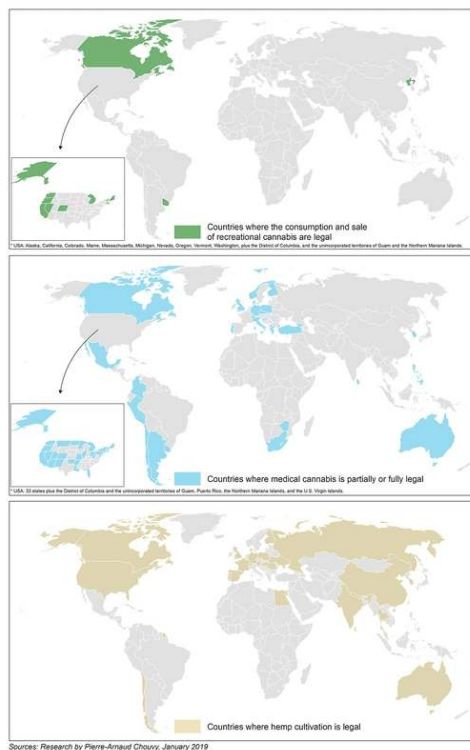 Countries where the consumption and sale
of recreational cannabis are legal
* USA: Alaska, California, Colorado, Maine, Massachusetts, Michigan, Nevada, Oregon, Vermont, Washington, plus the District of Columbia, and the unincorporated territories of Guam and the Northern Mariana Islands.
Countries where medical cannabis is partially or fully legal
* USA: 33 states plus the District of Columbia and the unincorporated territories of Guam, Puerto Rico, the Northern Mariana Islands, and the U.S. Virgin Islands.
Countries where hemp cultivation is legal
Sources: Research by Pierre-Arnaud Chouvy, January 2019